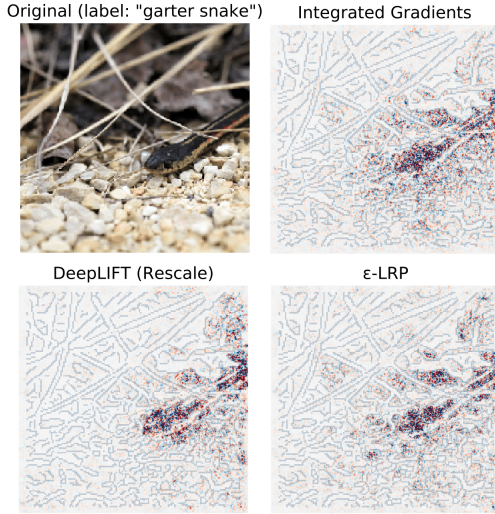 Original (label: "garter snake")
Integrated Gradients
DeepLIFT (Rescale)
ε-LRP